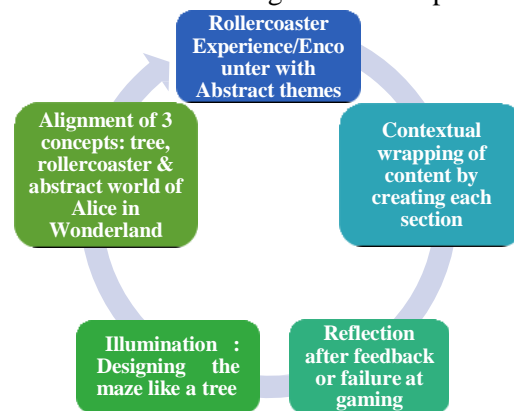 Rollercoaster
Experience/Enco
unter with
Abstract themes
Contextual
wrapping of
content by
creating each
section
Reflection
after feedback
or failure at
gaming
Illumination :
Designing the
maze like a tree
Alignment of 3
concepts: tree,
rollercoaster &
abstract world of
Alice in
Wonderland